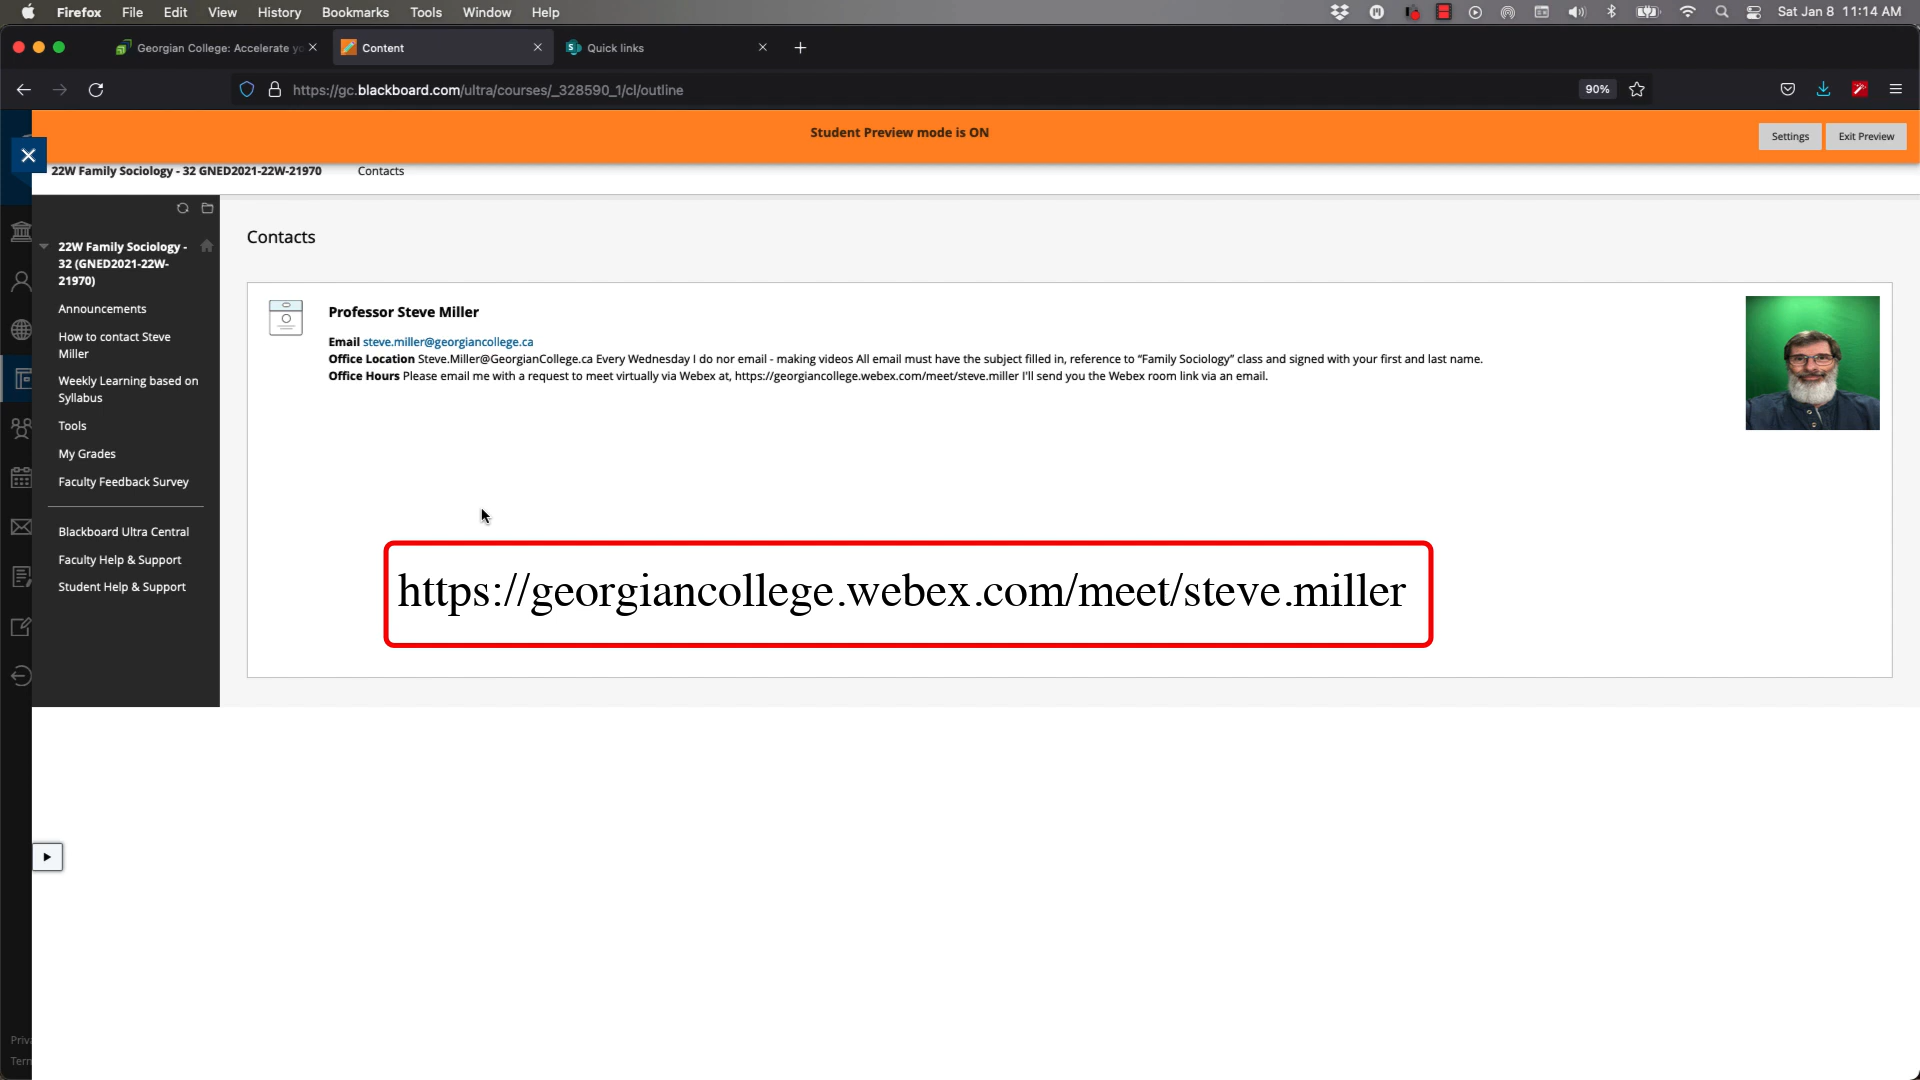 Firefox File Edit View History Bookmarks Tools Window Help Sat Jan 8 11:14 AM
Georgian College: Accelerate yo Content Quick links
https://gc.blackboard.com/ultra/courses/_328590_1/cl/outline 90%
Student Preview mode is ON Settings Exit Preview
22W Family Sociology - 32 GNED2021-22W-21970 Contacts
Contacts
22W Family Sociology -
32 (GNED2021-22W-
21970)
Announcements
How to contact Steve
Miller
Weekly Learning based on
Syllabus
Tools
My Grades
Faculty Feedback Survey
Blackboard Ultra Central
Faculty Help & Support
Student Help & Support
Professor Steve Miller
Email steve.miller@georgiancollege.ca
Office Location Steve.Miller@GeorgianCollege.ca Every Wednesday I do nor email - making videos All email must have the subject filled in, reference to “Family Sociology” class and signed with your first and last name.
Office Hours Please email me with a request to meet virtually via Webex at, https://georgiancollege.webex.com/meet/steve.miller I'll send you the Webex room link via an email.
https://georgiancollege.webex.com/meet/steve.miller
Priva
Term